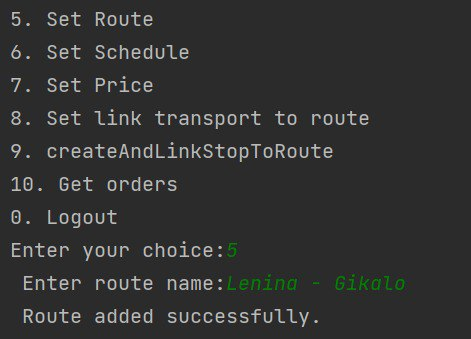 5. Set Route
6. Set Schedule
7. Set Price
8. Set link transport to route
9. createAndLinkStopToRoute
10. Get orders
0. Logout
Enter your choice:5
Enter route name:Lenina - Gikalo
Route added successfully.